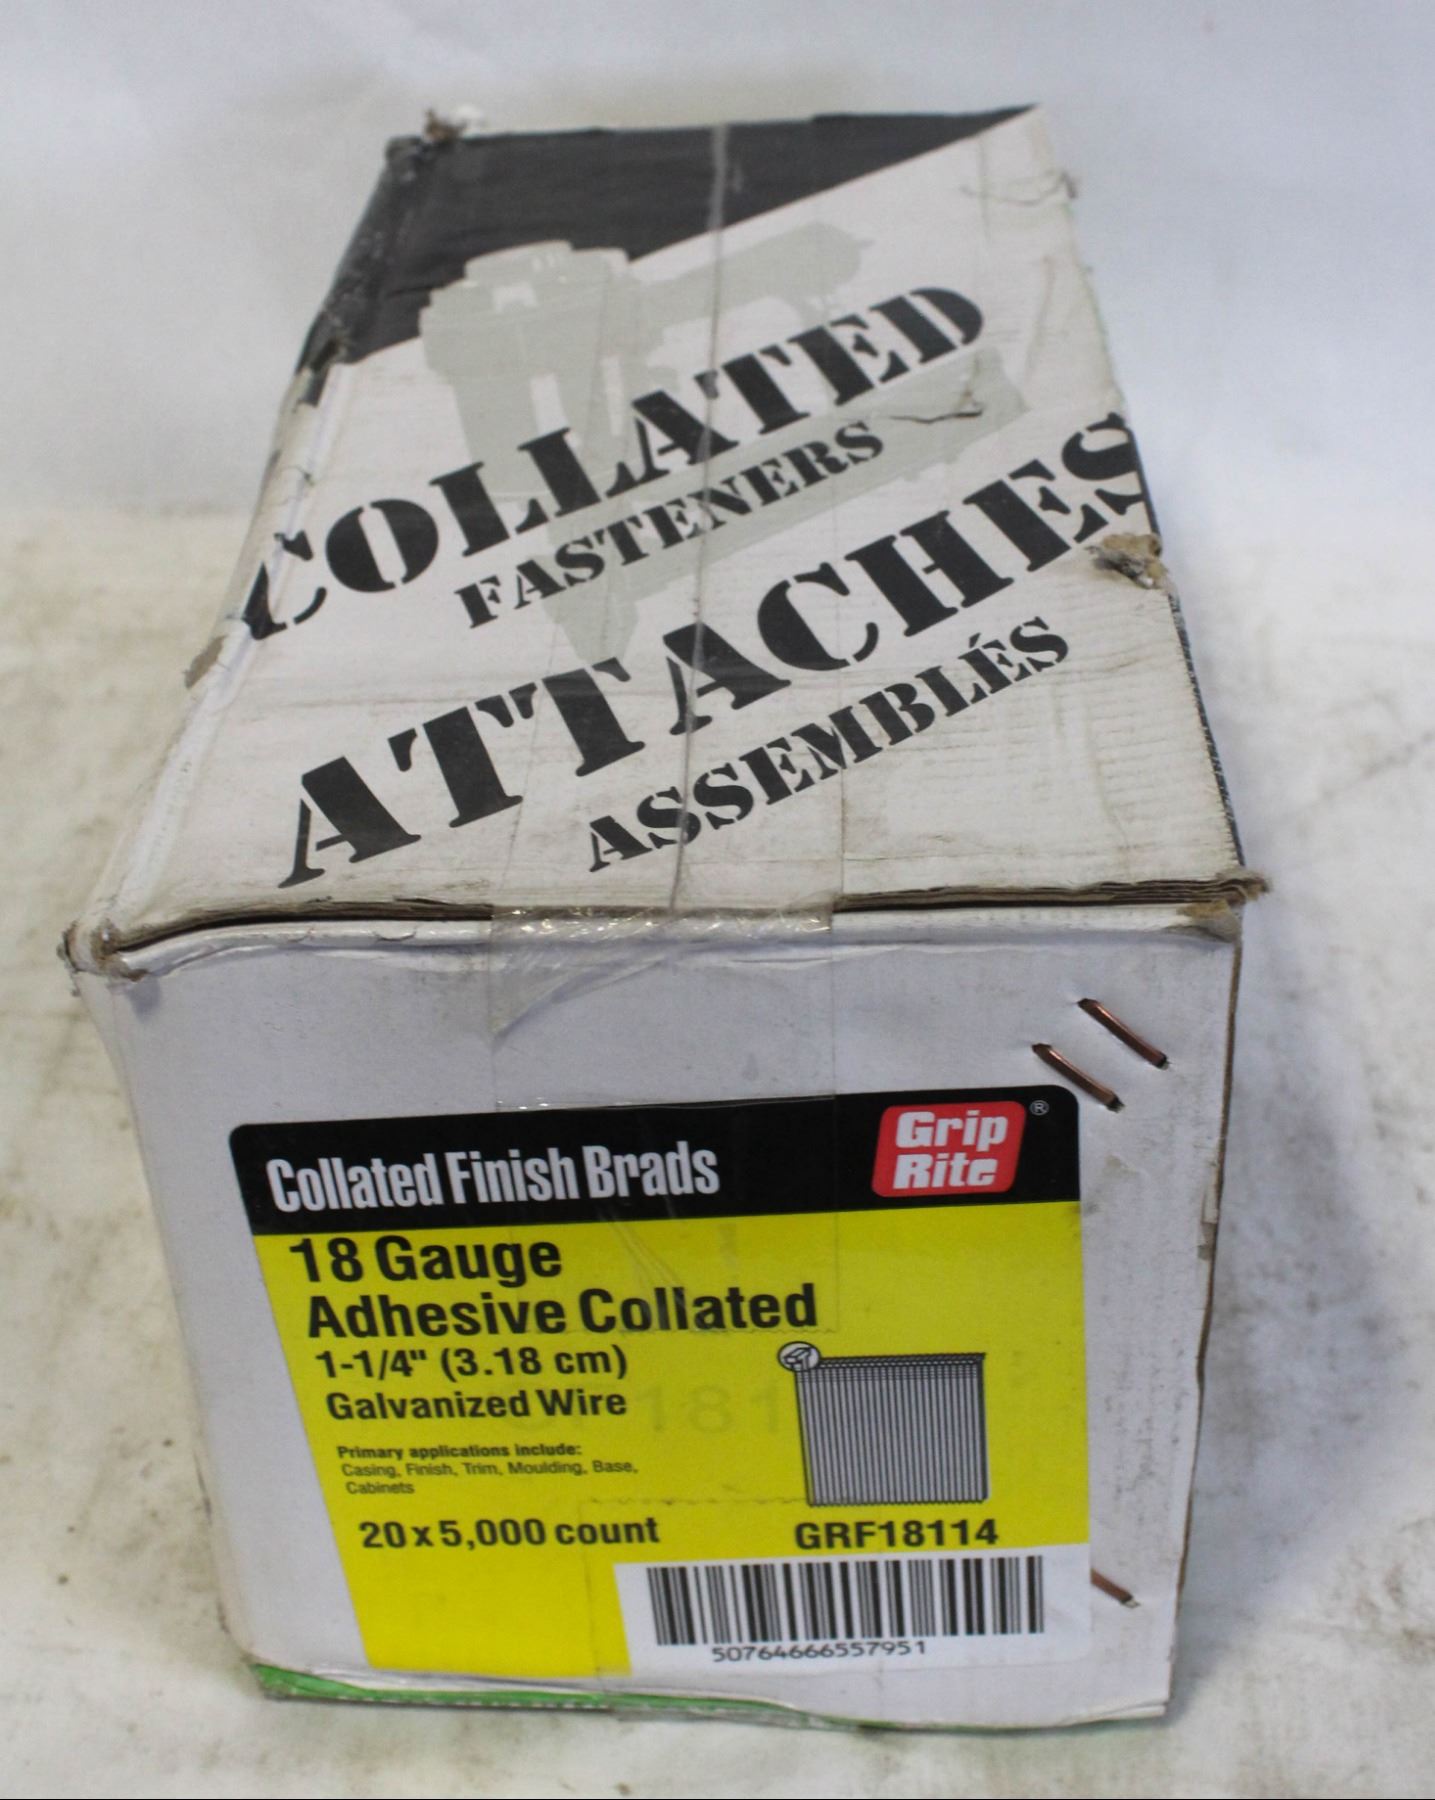 COLLATED
FASTENERS
ATTACHES
ASSEMBLÉS
Collated Finish Brads
Grip
Rite
®
18 Gauge
Adhesive Collated
1-1/4" (3.18 cm)
Galvanized Wire
Primary applications include:
Casing, Finish, Trim, Moulding, Base,
Cabinets
20 x 5,000 count
GRF18114
50764666557951